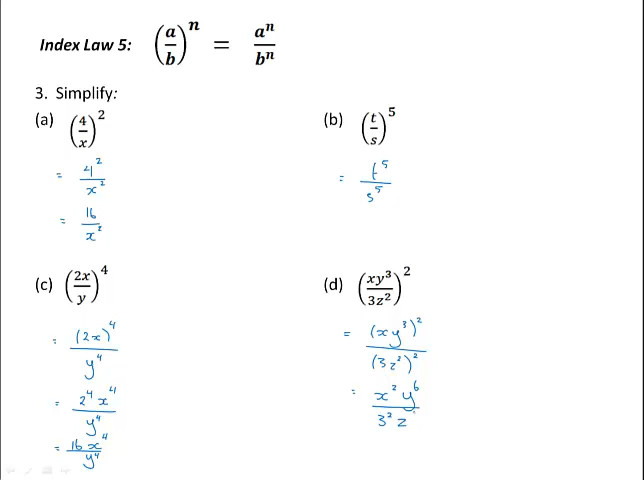 Index Law 5: (a/b)^n = a^n/b^n
3. Simplify:
(a) (4/x)^2
= 4^2/x^2
= 16/x^2
(b) (t/s)^5
= t^5/s^5
(c) (2x/y)^4
= (2x)^4/y^4
= 2^4 x^4/y^4
= 16x^4/y^4
(d) (xy^3/3z^2)^2
= (xy^3)^2/(3z^2)^2
= x^2 y^6/3^2 z